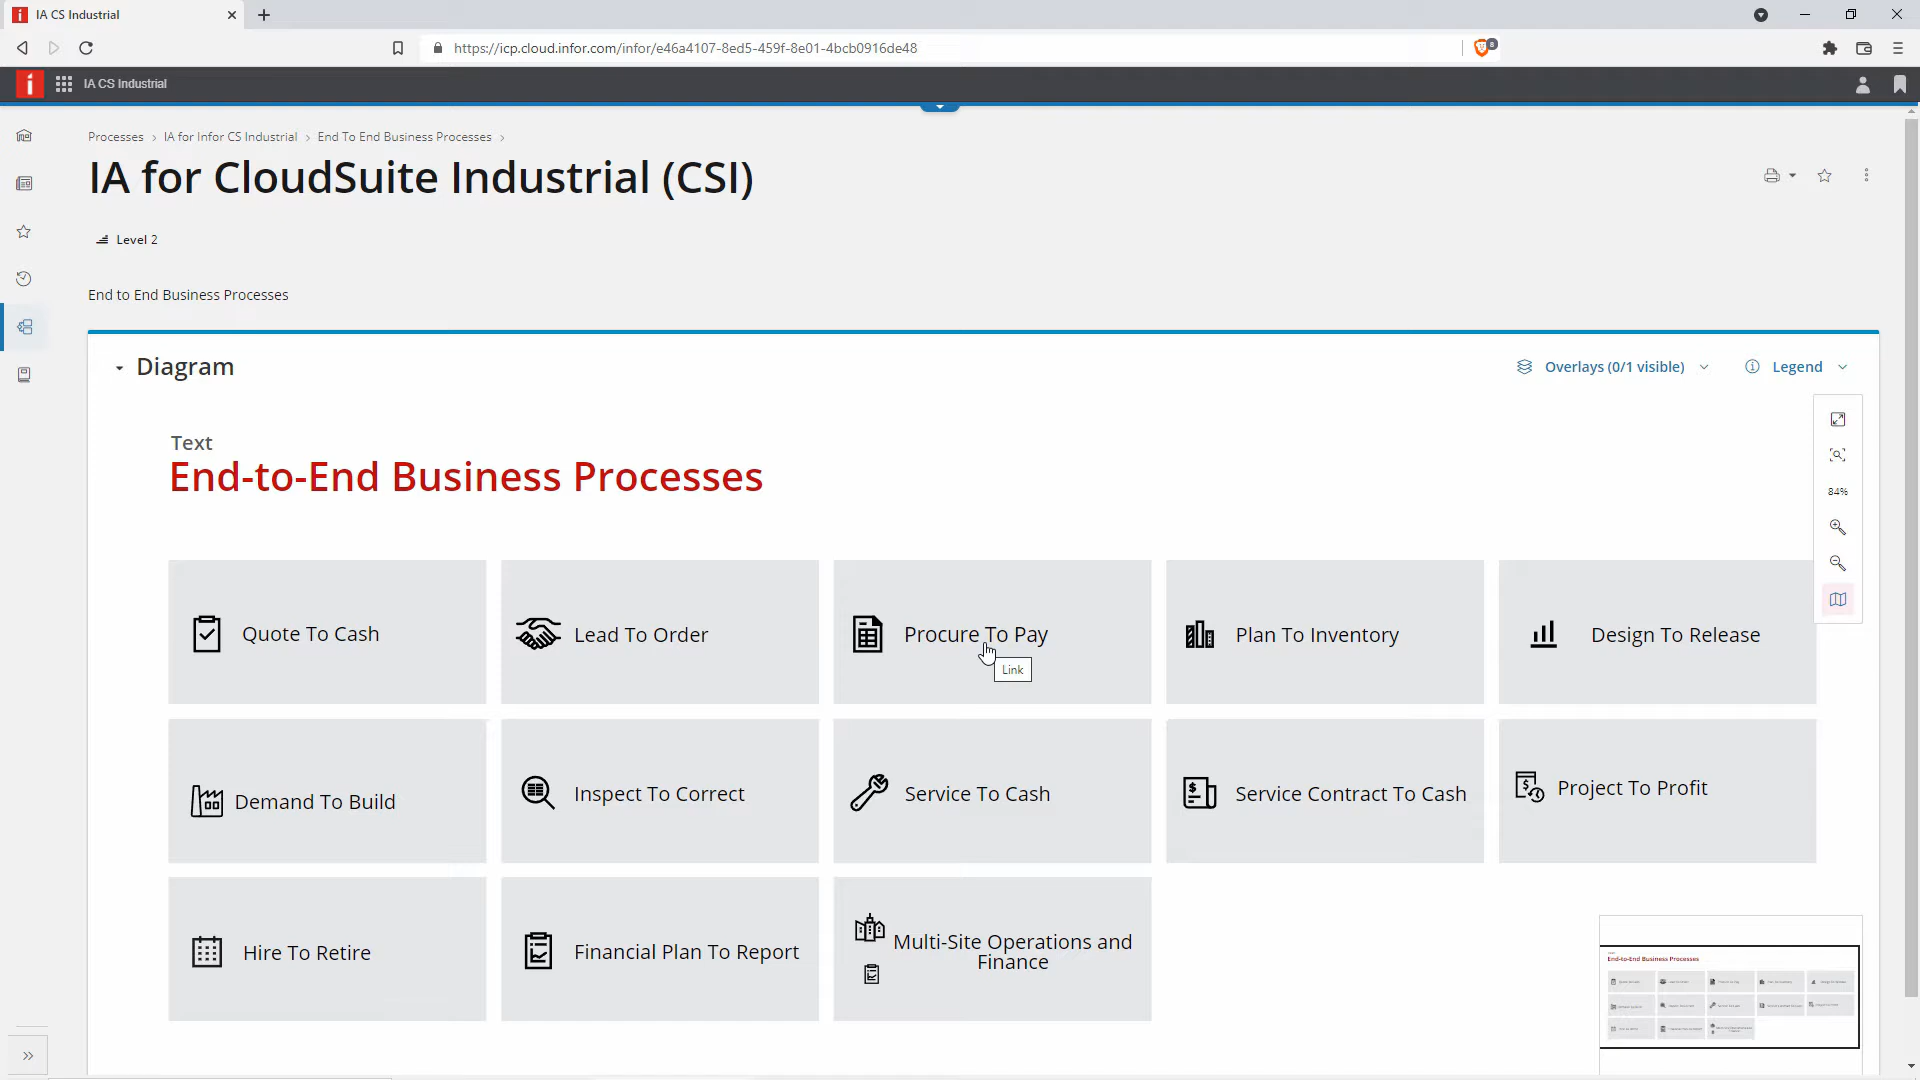 IA CS Industrial
https://icp.cloud.infor.com/infor/e46a4107-8ed5-459f-8e01-4bcb0916de48
8
IA CS Industrial
Processes > IA for Infor CS Industrial > End To End Business Processes >
IA for CloudSuite Industrial (CSI)
Level 2
End to End Business Processes
Diagram
Overlays (0/1 visible)
Legend
Text
End-to-End Business Processes
84%
Quote To Cash
Lead To Order
Procure To Pay
Plan To Inventory
Design To Release
Link
Demand To Build
Inspect To Correct
Service To Cash
Service Contract To Cash
Project To Profit
Hire To Retire
Financial Plan To Report
Multi-Site Operations and
Finance
End-to-End Business Processes